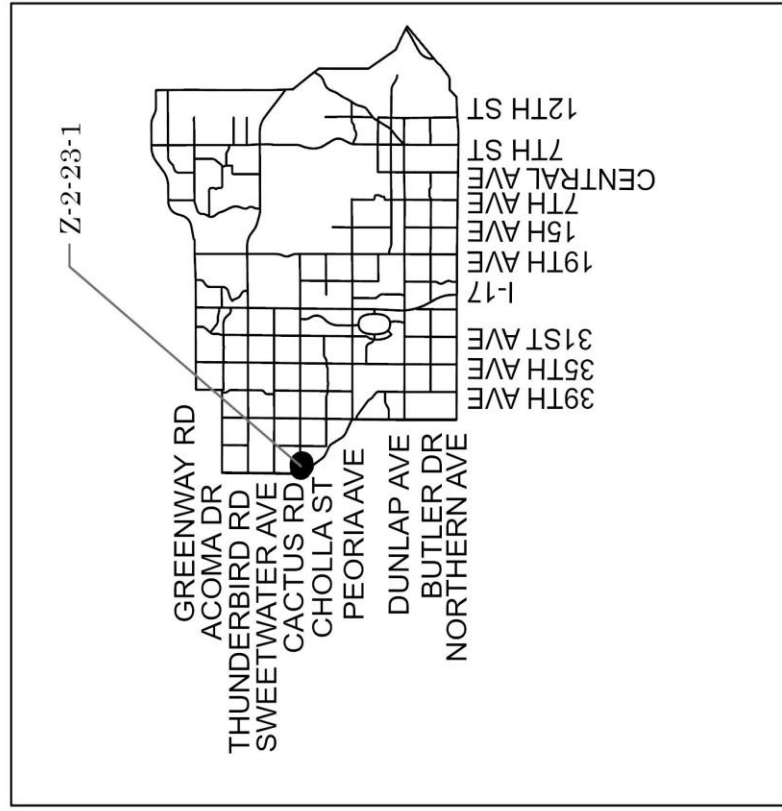 Z-2-23-1
GREENWAY RD
ACOMA DR
THUNDERBIRD RD
SWEETWATER AVE
CACTUS RD
CHOLLA ST
PEORIA AVE
DUNLAP AVE
BUTLER DR
NORTHERN AVE
39TH AVE
35TH AVE
31ST AVE
I-17
19TH AVE
15H AVE
7TH AVE
CENTRAL AVE
7TH ST
12TH ST